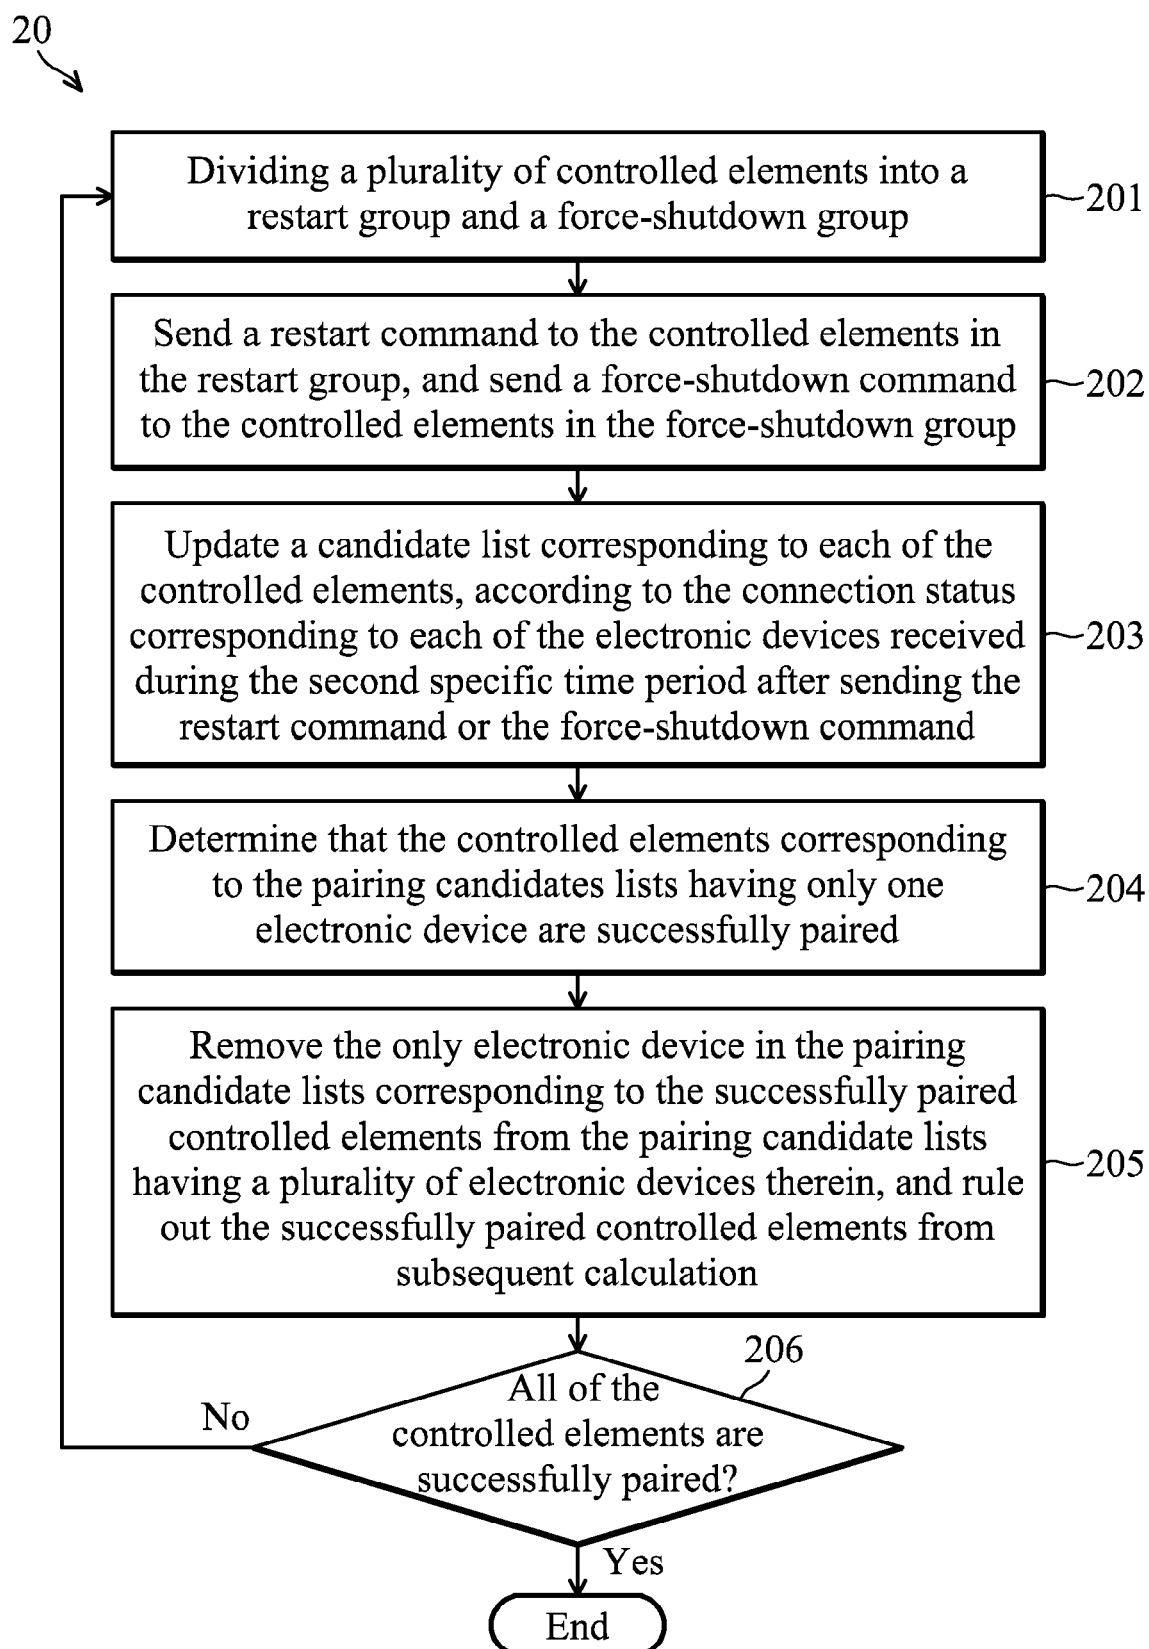 20
Dividing a plurality of controlled elements into a
restart group and a force-shutdown group
201
Send a restart command to the controlled elements in
the restart group, and send a force-shutdown command
to the controlled elements in the force-shutdown group
202
Update a candidate list corresponding to each of the
controlled elements, according to the connection status
corresponding to each of the electronic devices received
during the second specific time period after sending the
restart command or the force-shutdown command
203
Determine that the controlled elements corresponding
to the pairing candidates lists having only one
electronic device are successfully paired
204
Remove the only electronic device in the pairing
candidate lists corresponding to the successfully paired
controlled elements from the pairing candidate lists
having a plurality of electronic devices therein, and rule
out the successfully paired controlled elements from
subsequent calculation
205
206
All of the
controlled elements are
successfully paired?
No
Yes
End